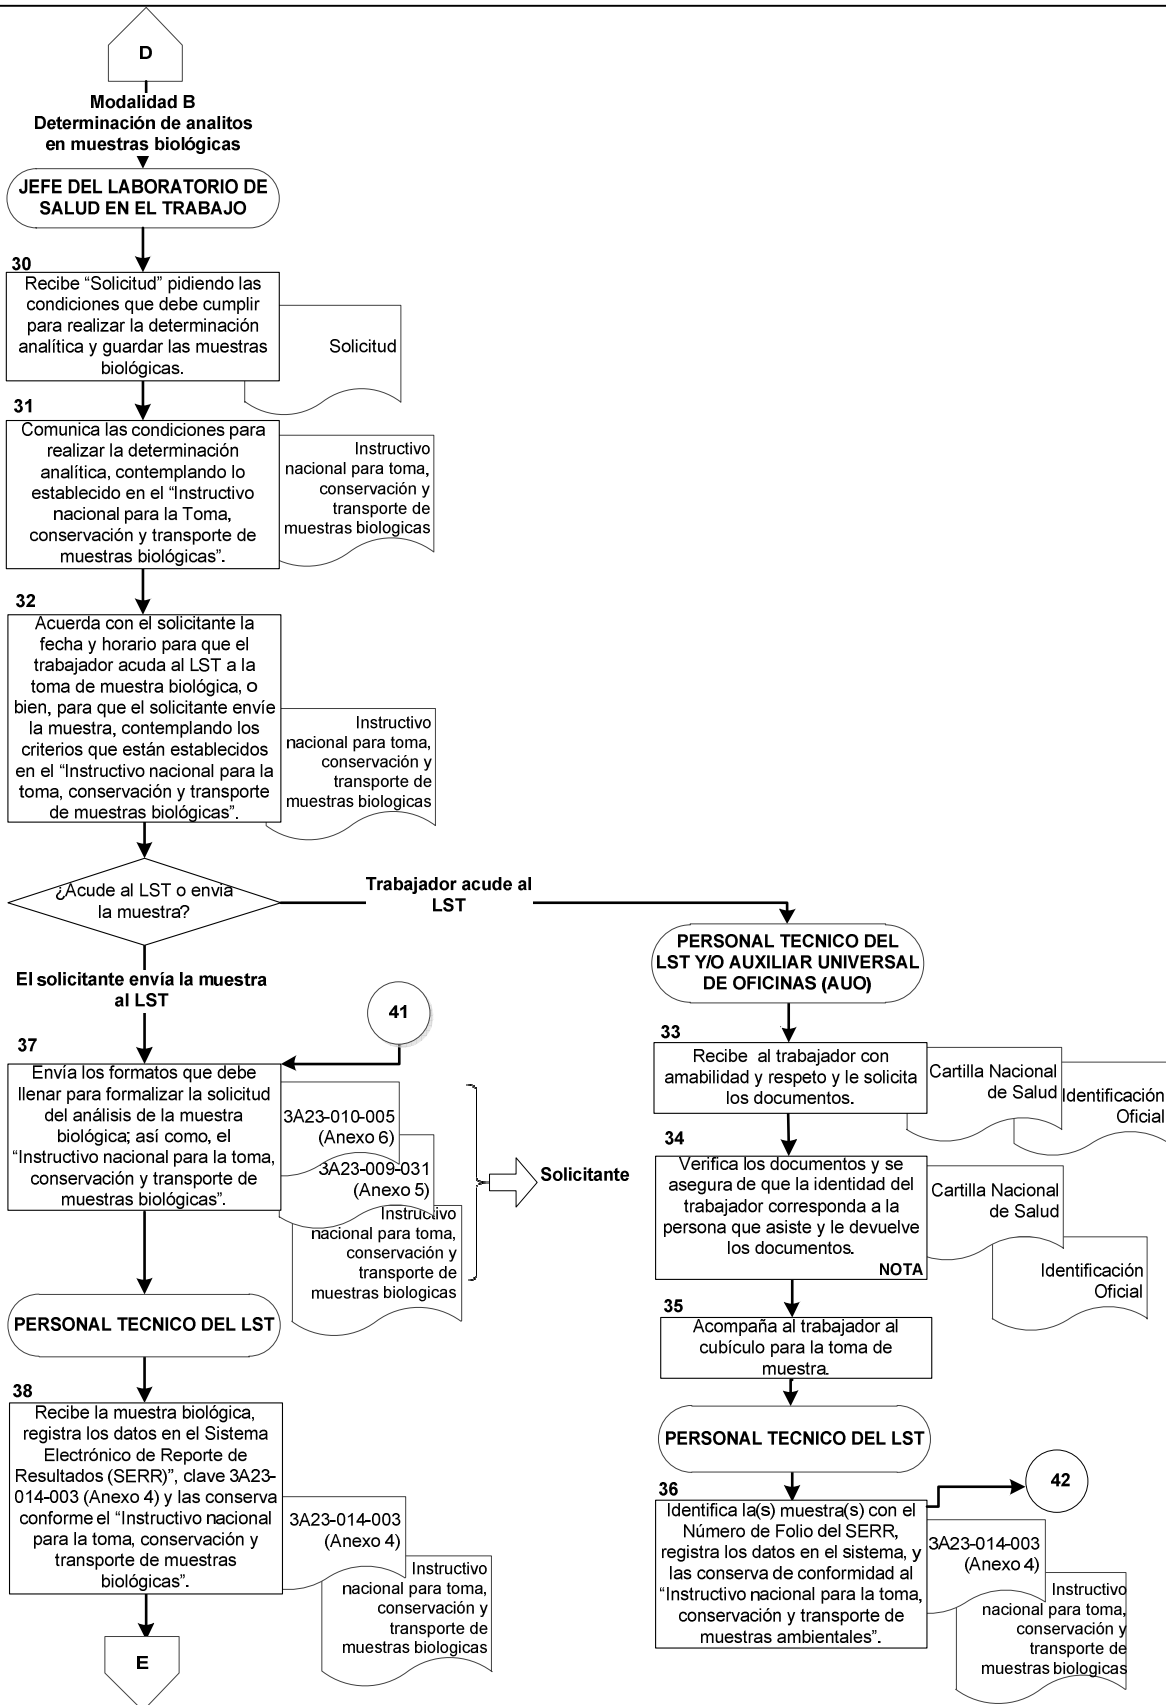 D
Modalidad B
Determinación de analitos
en muestras biológicas
JEFE DEL LABORATORIO DE
SALUD EN EL TRABAJO
30
Recibe “Solicitud” pidiendo las
condiciones que debe cumplir
para realizar la determinación
analítica y guardar las muestras
biológicas.
Solicitud
31
Comunica las condiciones para
realizar la determinación
analítica, contemplando lo
establecido en el “Instructivo
nacional para la Toma,
conservación y transporte de
muestras biológicas”.
Instructivo
nacional para toma,
conservación y
transporte de
muestras biologicas
32
Acuerda con el solicitante la
fecha y horario para que el
trabajador acuda al LST a la
toma de muestra biológica, o
bien, para que el solicitante envíe
la muestra, contemplando los
criterios que están establecidos
en el “Instructivo nacional para la
toma, conservación y transporte
de muestras biológicas”.
Instructivo
nacional para toma,
conservación y
transporte de
muestras biologicas
¿Acude al LST o envia
la muestra?
Trabajador acude al
LST
El solicitante envía la muestra
al LST
41
37
Envía los formatos que debe
llenar para formalizar la solicitud
del análisis de la muestra
biológica; así como, el
“Instructivo nacional para la toma,
conservación y transporte de
muestras biológicas”.
3A23-010-005
(Anexo 6)
3A23-009-031
(Anexo 5)
Instructivo
nacional para toma,
conservación y
transporte de
muestras biologicas
Solicitante
PERSONAL TECNICO DEL LST
38
Recibe la muestra biológica,
registra los datos en el Sistema
Electrónico de Reporte de
Resultados (SERR)”, clave 3A23-
014-003 (Anexo 4) y las conserva
conforme el “Instructivo nacional
para la toma, conservación y
transporte de muestras
biológicas”.
3A23-014-003
(Anexo 4)
Instructivo
nacional para toma,
conservación y
transporte de
muestras biologicas
E
PERSONAL TECNICO DEL
LST Y/O AUXILIAR UNIVERSAL
DE OFICINAS (AUO)
33
Recibe al trabajador con
amabilidad y respeto y le solicita
los documentos.
Cartilla Nacional
de Salud
Identificación
Oficial
34
Verifica los documentos y se
asegura de que la identidad del
trabajador corresponda a la
persona que asiste y le devuelve
los documentos.
NOTA
Cartilla Nacional
de Salud
Identificación
Oficial
35
Acompaña al trabajador al
cubículo para la toma de
muestra.
PERSONAL TECNICO DEL LST
36
Identifica la(s) muestra(s) con el
Número de Folio del SERR,
registra los datos en el sistema, y
las conserva de conformidad al
“Instructivo nacional para la toma,
conservación y transporte de
muestras ambientales”.
42
3A23-014-003
(Anexo 4)
Instructivo
nacional para toma,
conservación y
transporte de
muestras biologicas